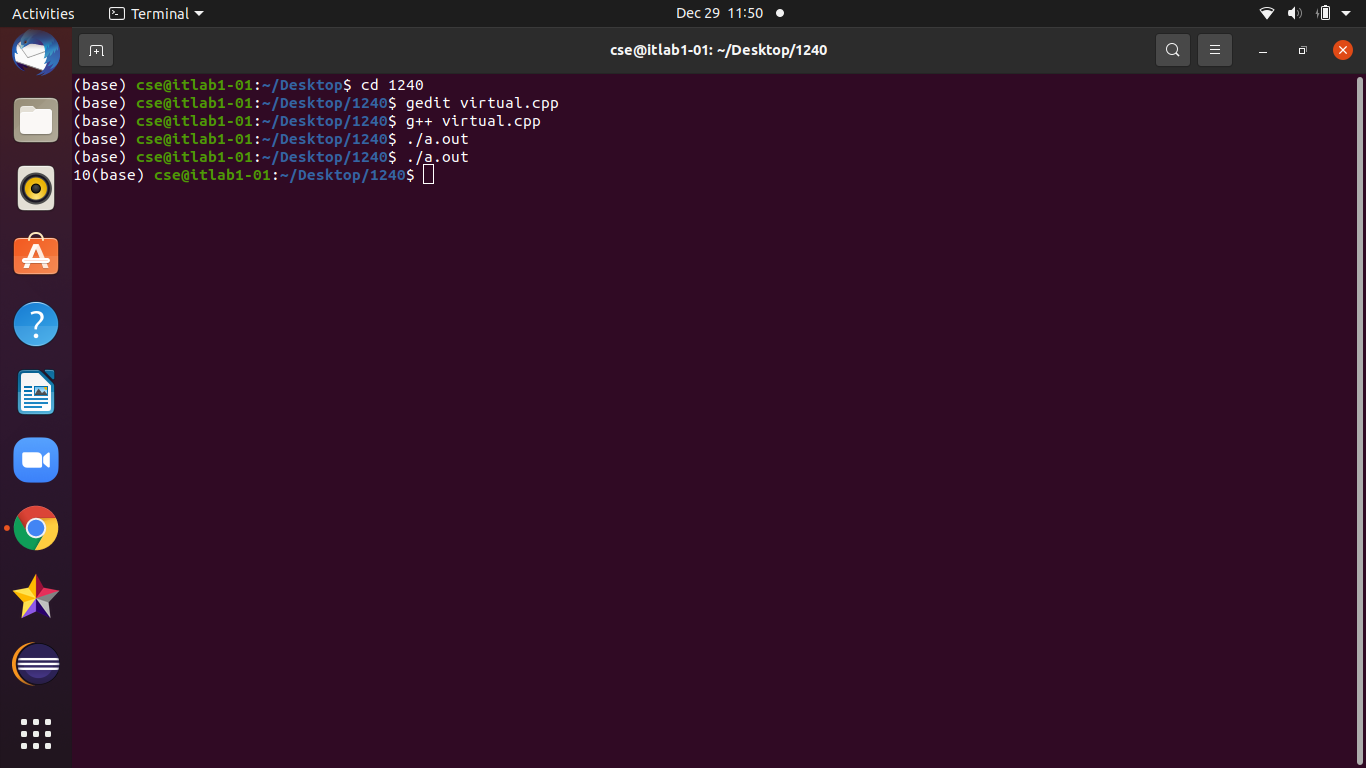 Activities
Terminal
Dec 29 11:50
cse@itlab1-01: ~/Desktop/1240
(base) cse@itlab1-01:~/Desktop$ cd 1240
(base) cse@itlab1-01:~/Desktop/1240$ gedit virtual.cpp
(base) cse@itlab1-01:~/Desktop/1240$ g++ virtual.cpp
(base) cse@itlab1-01:~/Desktop/1240$ ./a.out
(base) cse@itlab1-01:~/Desktop/1240$ ./a.out
10(base) cse@itlab1-01:~/Desktop/1240$